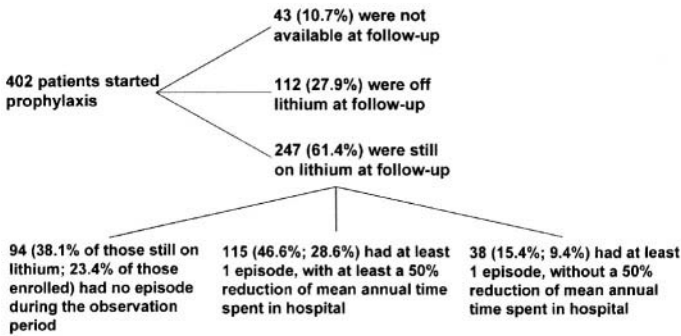 43 (10.7%) were not
available at follow-up
402 patients started
prophylaxis
112 (27.9%) were off
lithium at follow-up
247 (61.4%) were still
on lithium at follow-up
94 (38.1% of those still on
lithium; 23.4% of those
enrolled) had no episode
during the observation
period
115 (46.6%; 28.6%) had at least
1 episode, with at least a 50%
reduction of mean annual time
spent in hospital
38 (15.4%; 9.4%) had at least
1 episode, without a 50%
reduction of mean annual
time spent in hospital